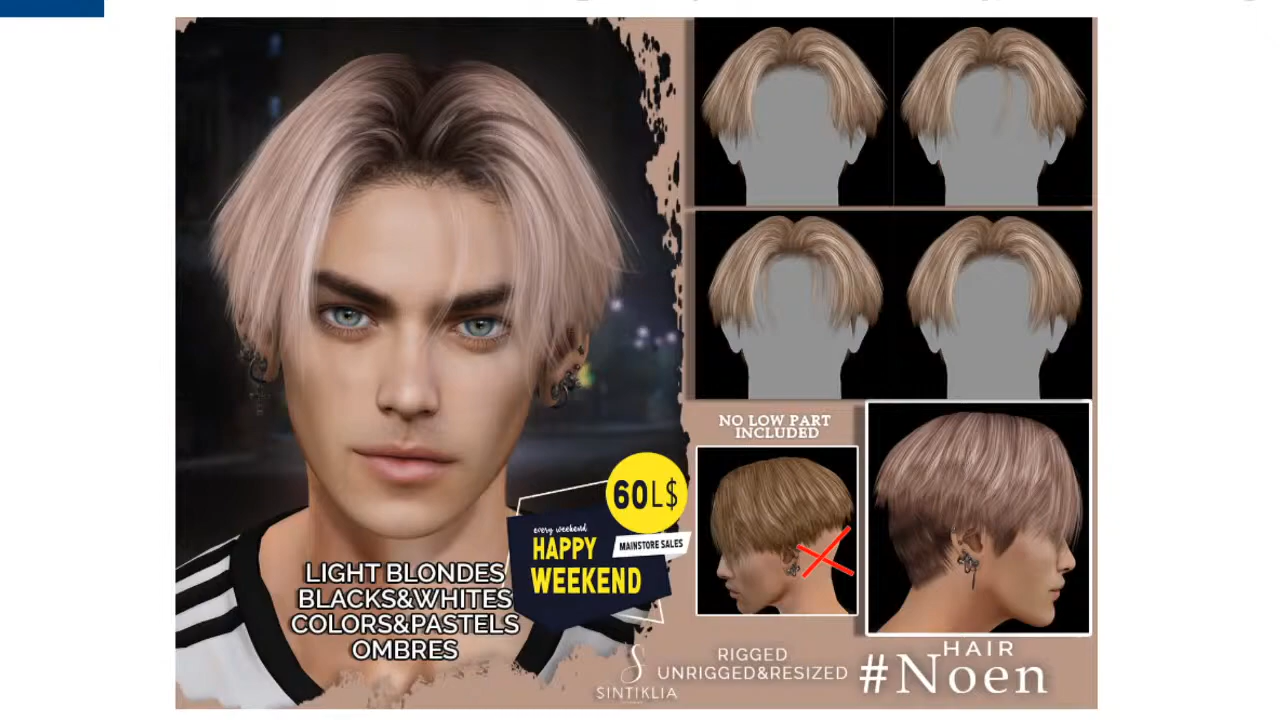 NO LOW PART
INCLUDED
60L$
every weekend
HAPPY
WEEKEND
MAINSTORE SALES
LIGHT BLONDES
BLACKS&WHITES
COLORS&PASTELS
OMBRES
S
SINTIKLIA
RIGGED
UNRIGGED&RESIZED
HAIR
#Noen